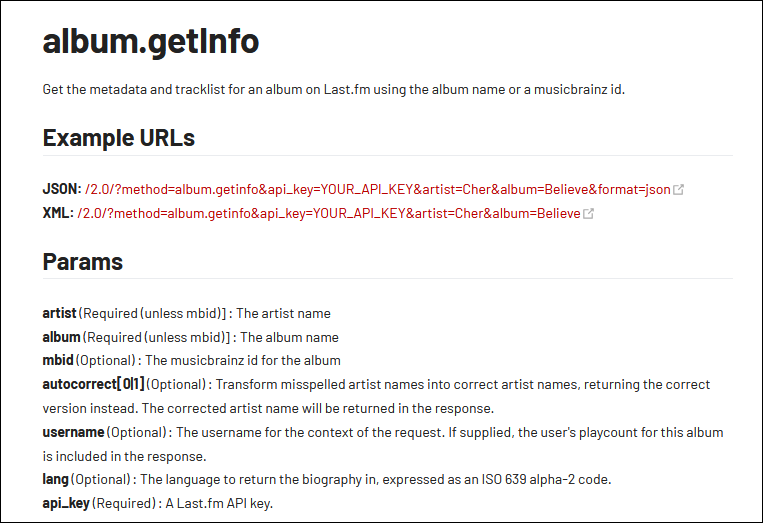 album.getInfo
Get the metadata and tracklist for an album on Last.fm using the album name or a musicbrainz id.
Example URLs
JSON: /2.0/?method=album.getinfo&api_key=YOUR_API_KEY&artist=Cher&album=Believe&format=json
XML: /2.0/?method=album.getinfo&api_key=YOUR_API_KEY&artist=Cher&album=Believe
Params
artist (Required (unless mbid)] : The artist name
album (Required (unless mbid)] : The album name
mbid (Optional) : The musicbrainz id for the album
autocorrect[0|1] (Optional) : Transform misspelled artist names into correct artist names, returning the correct
version instead. The corrected artist name will be returned in the response.
username (Optional) : The username for the context of the request. If supplied, the user's playcount for this album
is included in the response.
lang (Optional) : The language to return the biography in, expressed as an ISO 639 alpha-2 code.
api_key (Required) : A Last.fm API key.